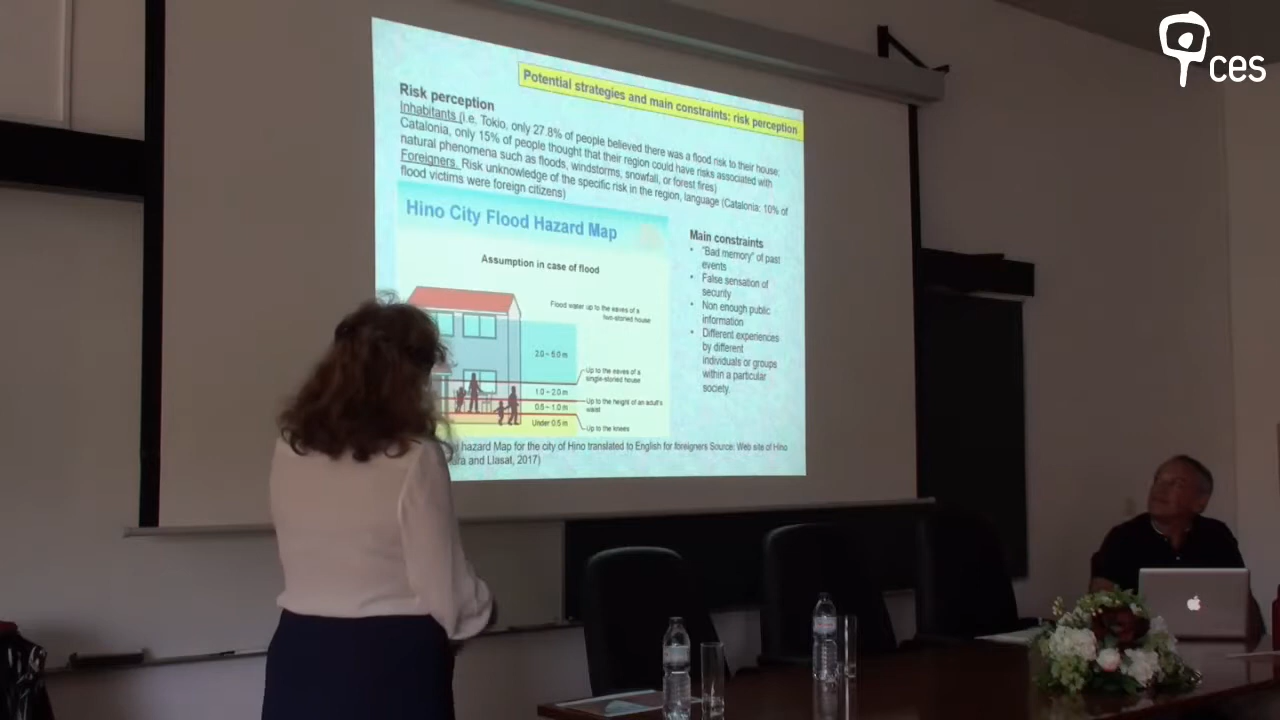 ces
Potential strategies and main constraints: risk perception
Risk perception
Inhabitants (i.e. Tokio, only 27.8% of people believed there was a flood risk to their house;
Catalonia, only 15% of people thought that their region could have risks associated with
natural phenomena such as floods, windstorms, snowfall, or forest fires)
Foreigners. Risk unknowledge of the specific risk in the region, language (Catalonia: 10% of
flood victims were foreign citizens)
Hino City Flood Hazard Map
Assumption in case of flood
Flood water up to the eaves of a
two-storied house
2.0 – 5.0 m
Up to the eaves of a
single-storied house
1.0 – 2.0 m
Up to the height of an adult's
waist
0.5 – 1.0 m
Under 0.5 m
Up to the knees
Main constraints
• "Bad memory" of past
events
• False sensation of
security
• Non enough public
information
• Different experiences
by different
individuals or groups
within a particular
society.
hazard Map for the city of Hino translated to English for foreigners Source: Web site of Hino
and Llasat, 2017)